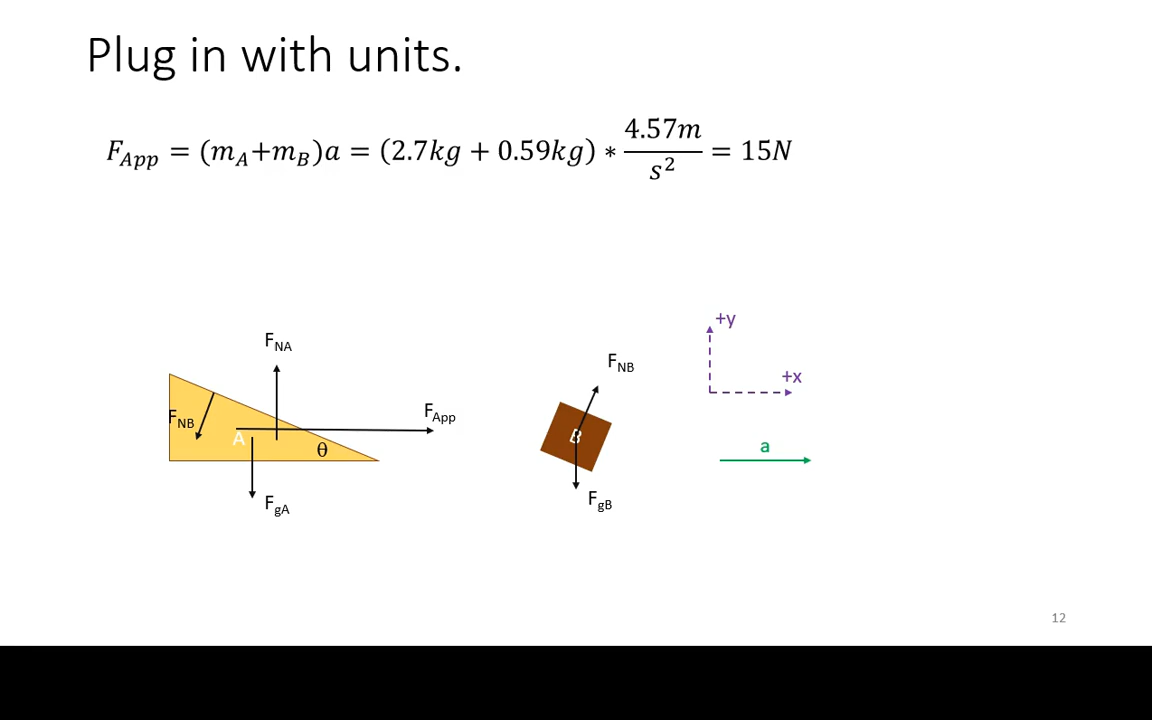 Plug in with units.
F_App = (m_A+m_B)a = (2.7kg + 0.59kg) * 4.57m/s² = 15N
+y
F_NA
F_NB
+x
F_NB
F_App
A
θ
B
a
F_gA
F_gB
12